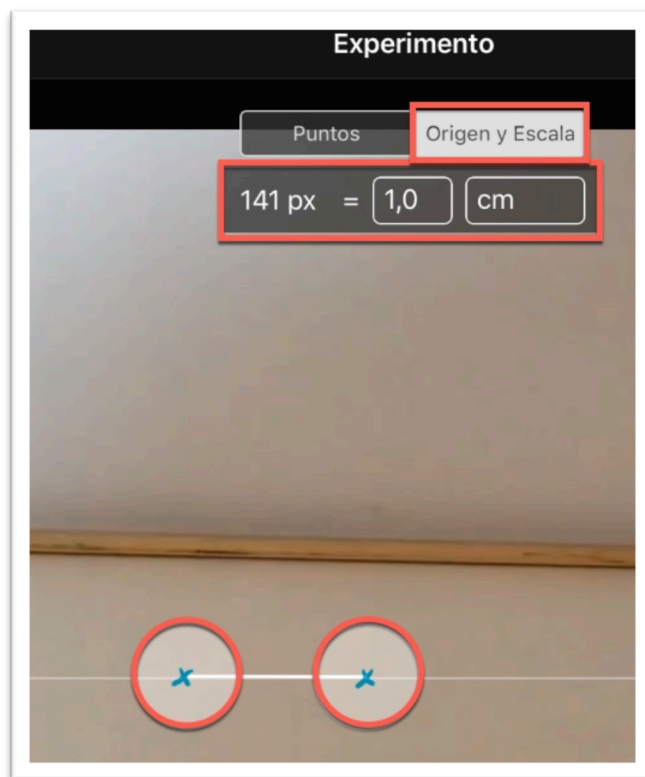 Experimento
Puntos Origen y Escala
141 px = 1,0 cm
x x